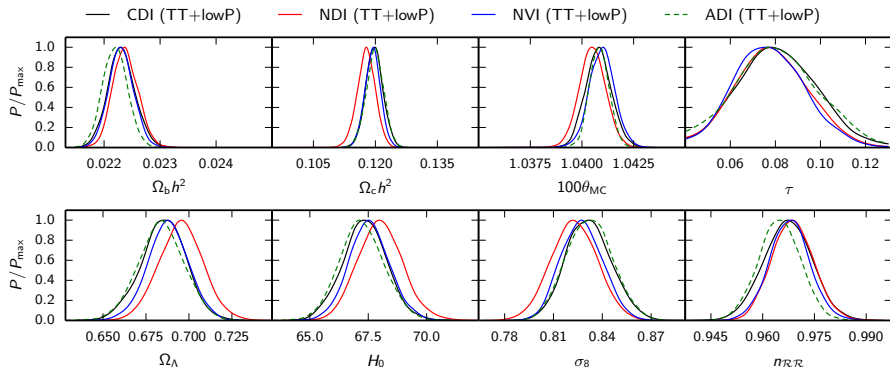 CDI (TT+lowP) NDI (TT+lowP) NVI (TT+lowP) ADI (TT+lowP)
P/Pmax
1.0
0.8
0.6
0.4
0.2
0.0
0.022 0.023 0.024 0.105 0.120 0.135 1.0375 1.0400 1.0425 0.06 0.08 0.10 0.12
Ωbh² Ωch² 100θMC τ
P/Pmax
1.0
0.8
0.6
0.4
0.2
0.0
0.650 0.675 0.700 0.725 65.0 67.5 70.0 0.78 0.81 0.84 0.87 0.945 0.960 0.975 0.990
ΩΛ H0 σ8 nℛℛ